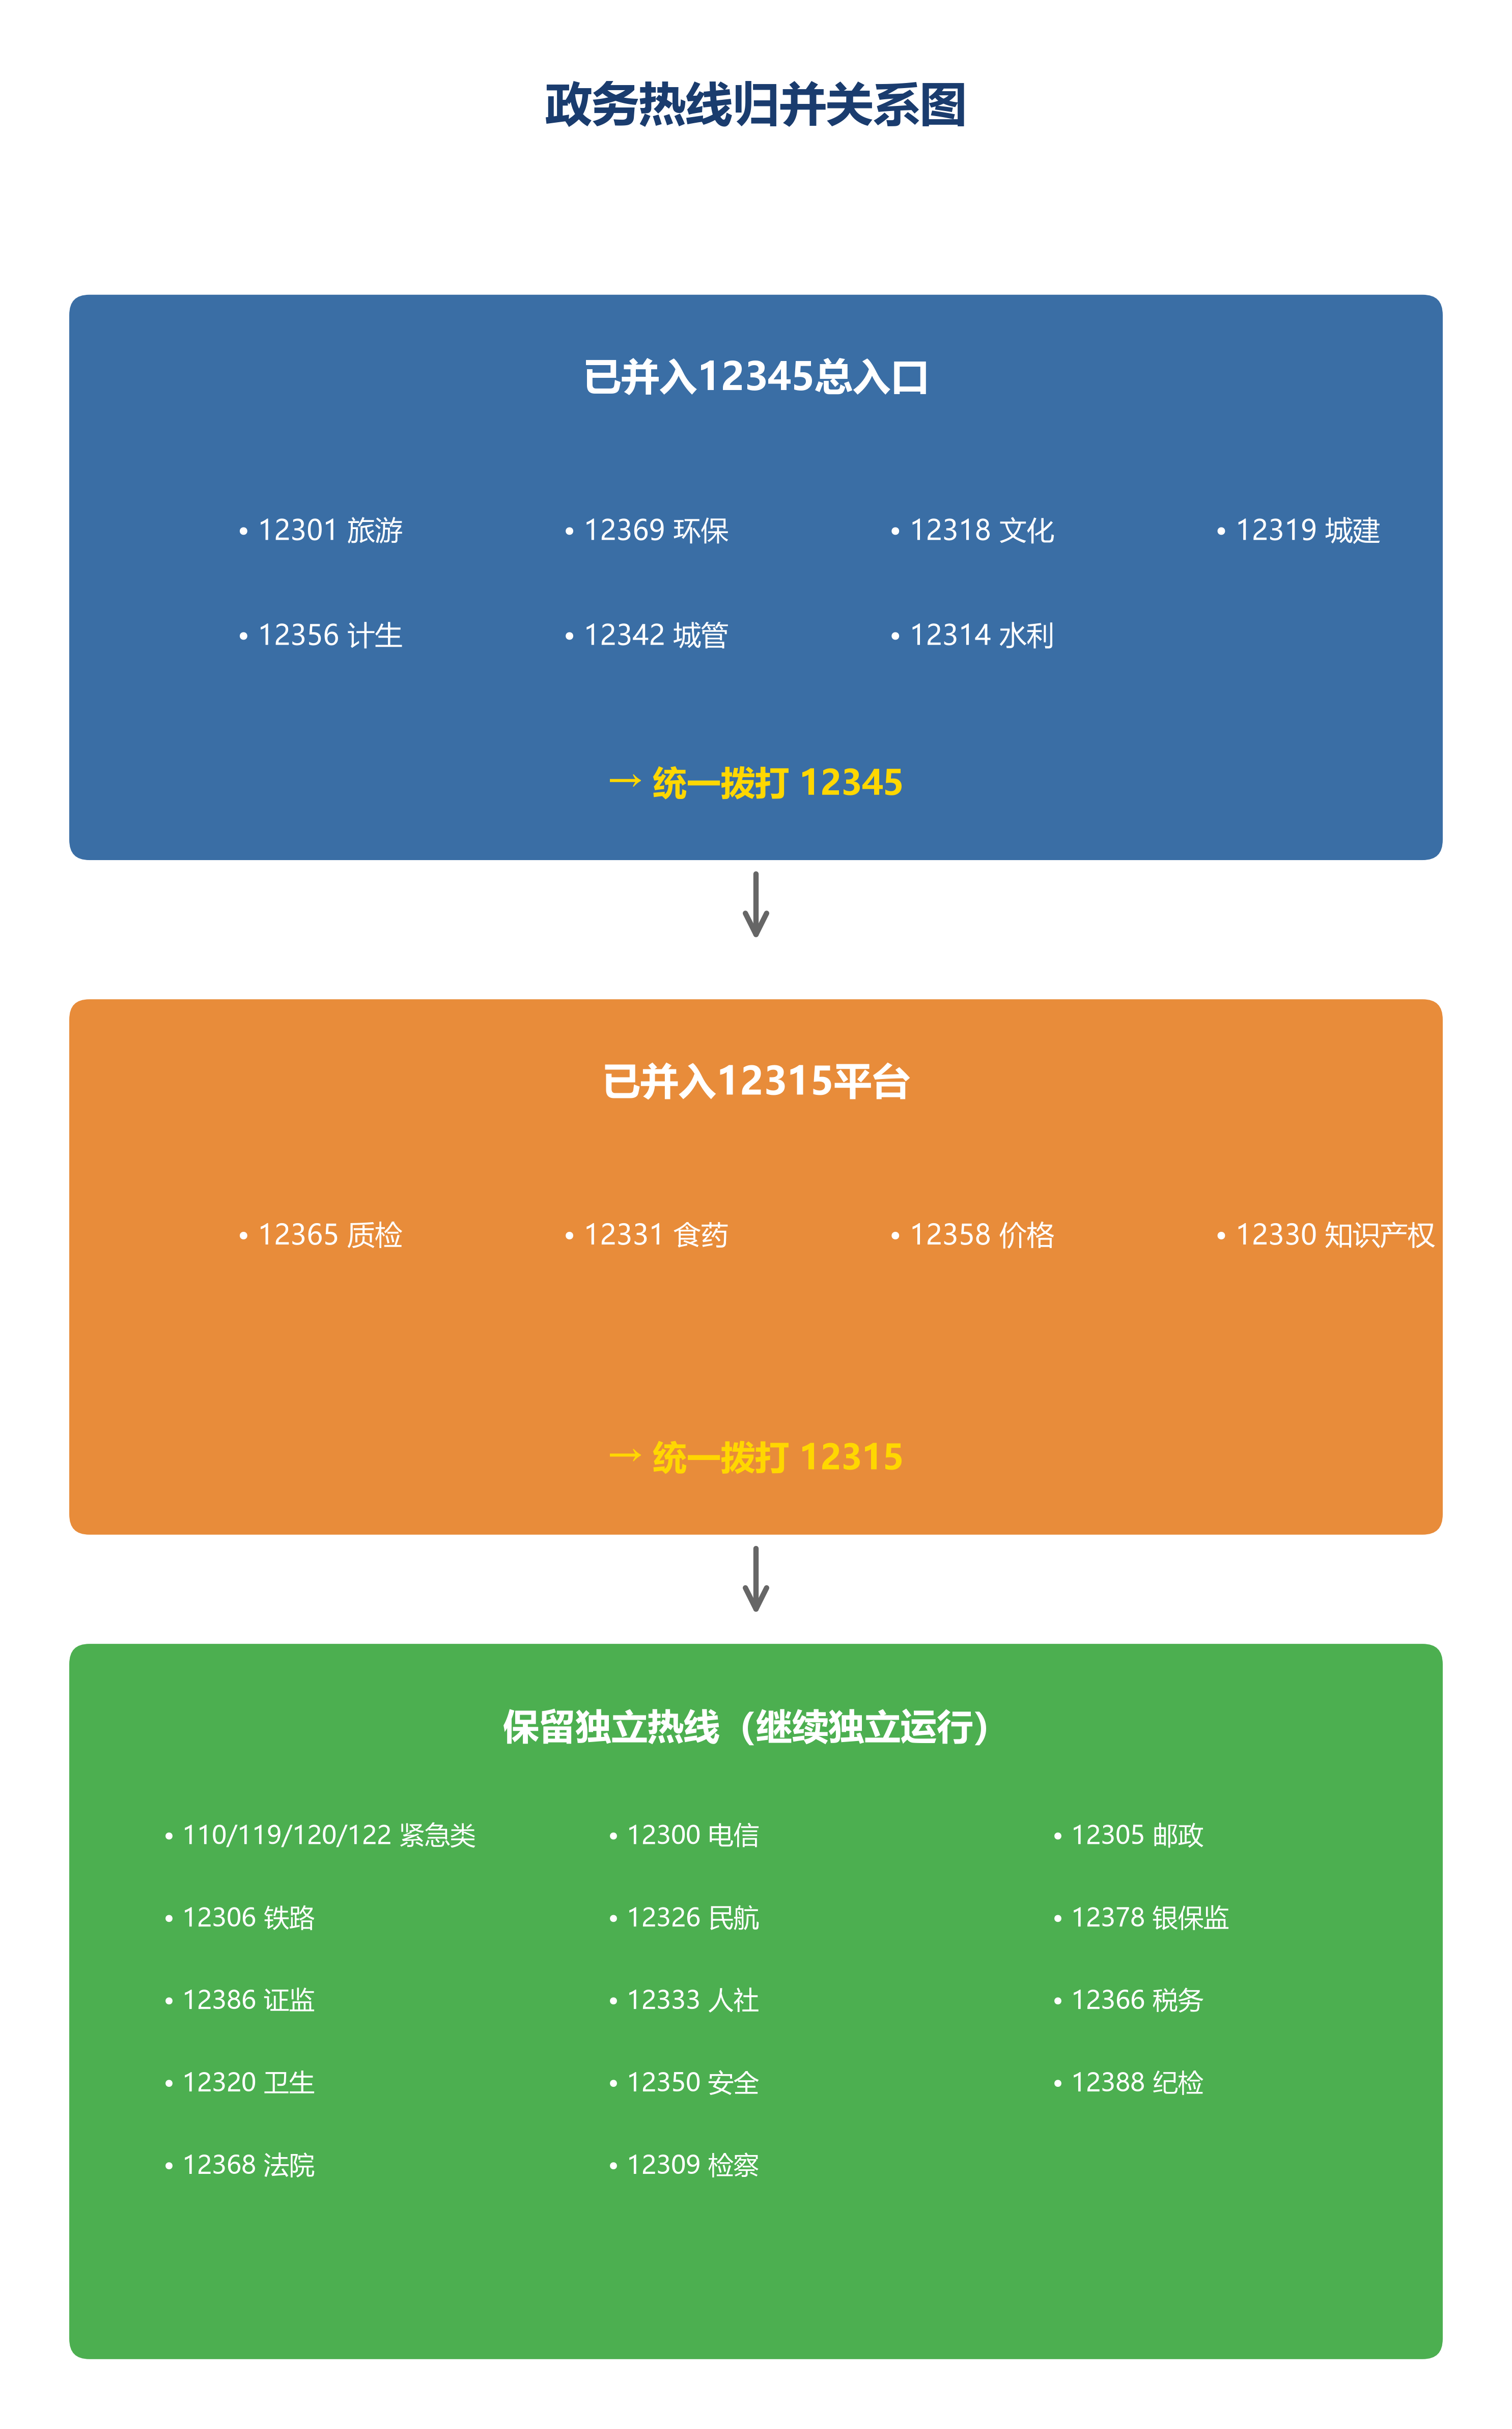 政务热线归并关系图
已并入12345总入口
• 12301 旅游 • 12369 环保 • 12318 文化 • 12319 城建
• 12356 计生 • 12342 城管 • 12314 水利
→ 统一拨打 12345
已并入12315平台
• 12365 质检 • 12331 食药 • 12358 价格 • 12330 知识产权
→ 统一拨打 12315
保留独立热线（继续独立运行）
• 110/119/120/122 紧急类 • 12300 电信 • 12305 邮政
• 12306 铁路 • 12326 民航 • 12378 银保监
• 12386 证监 • 12333 人社 • 12366 税务
• 12320 卫生 • 12350 安全 • 12388 纪检
• 12368 法院 • 12309 检察